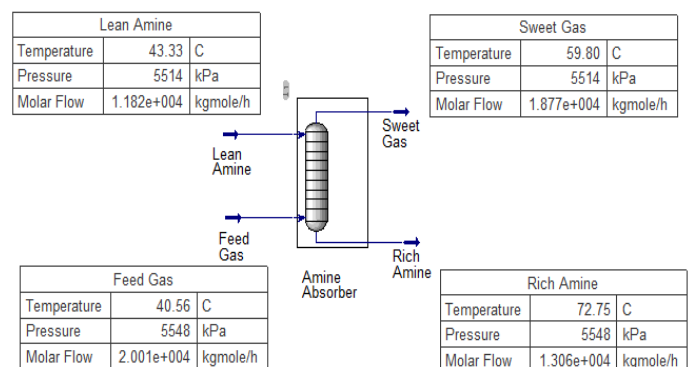 Lean Amine
Temperature 43.33 C
Pressure 5514 kPa
Molar Flow 1.182e+004 kgmole/h
Sweet Gas
Temperature 59.80 C
Pressure 5514 kPa
Molar Flow 1.877e+004 kgmole/h
Lean
Amine
Sweet
Gas
Feed
Gas
Rich
Amine
Amine
Absorber
Feed Gas
Temperature 40.56 C
Pressure 5548 kPa
Molar Flow 2.001e+004 kgmole/h
Rich Amine
Temperature 72.75 C
Pressure 5548 kPa
Molar Flow 1.306e+004 kgmole/h